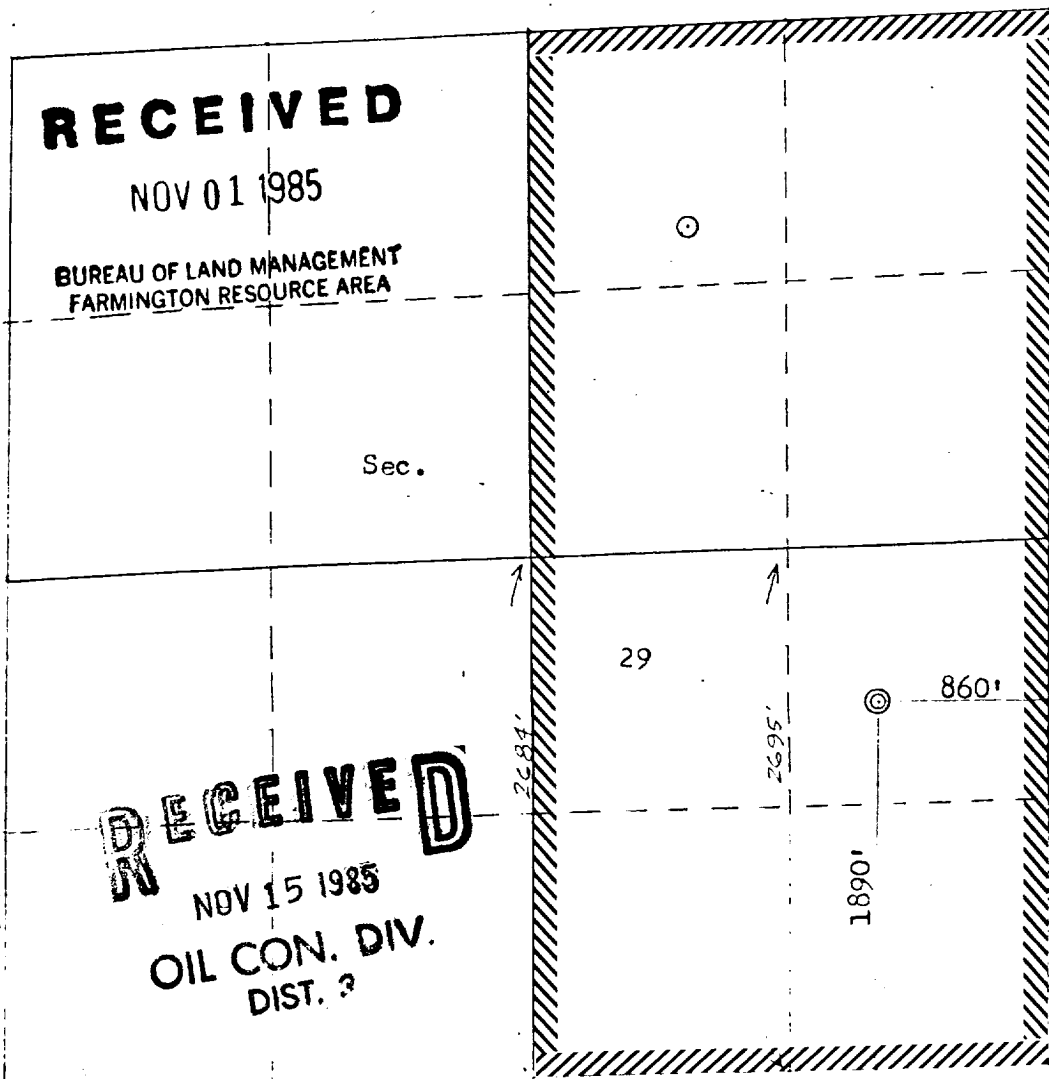 RECEIVED
NOV 01 1985
BUREAU OF LAND MANAGEMENT
FARMINGTON RESOURCE AREA
Sec.
29
860'
2684'
2695'
1890'
RECEIVED
NOV 15 1985
OIL CON. DIV.
DIST. 3